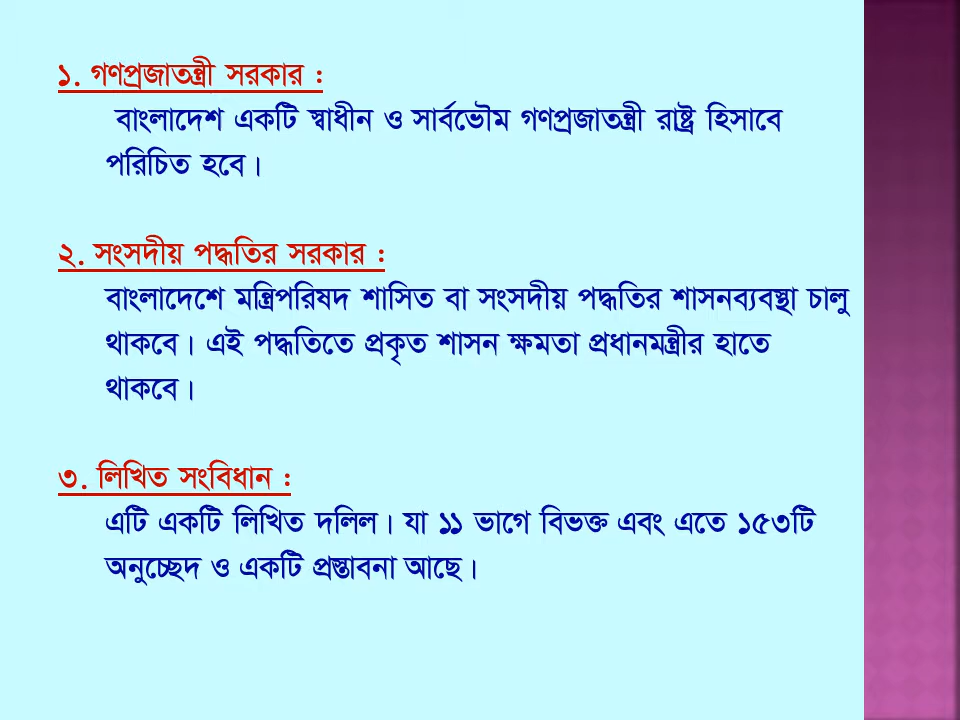 ১. গণপ্রজাতন্ত্রী সরকার :
বাংলাদেশ একটি স্বাধীন ও সার্বভৌম গণপ্রজাতন্ত্রী রাষ্ট্র হিসাবে
পরিচিত হবে।
২. সংসদীয় পদ্ধতির সরকার :
বাংলাদেশে মন্ত্রিপরিষদ শাসিত বা সংসদীয় পদ্ধতির শাসনব্যবস্থা চালু
থাকবে। এই পদ্ধতিতে প্রকৃত শাসন ক্ষমতা প্রধানমন্ত্রীর হাতে
থাকবে।
৩. লিখিত সংবিধান :
এটি একটি লিখিত দলিল। যা ১১ ভাগে বিভক্ত এবং এতে ১৫৩টি
অনুচ্ছেদ ও একটি প্রস্তাবনা আছে।